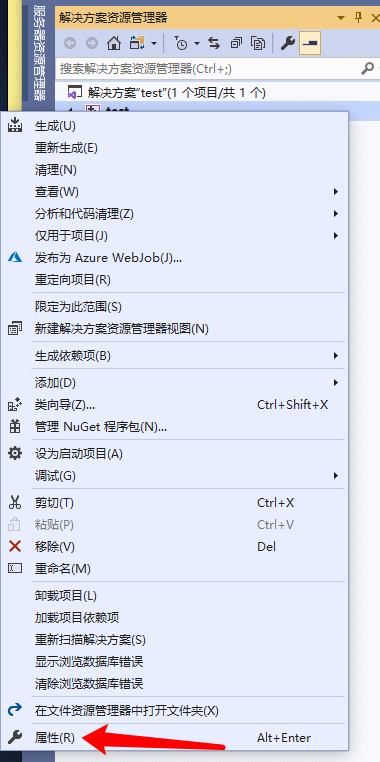 服务器资源管理器
解决方案资源管理器
搜索解决方案资源管理器(Ctrl+;)
解决方案"test"(1 个项目/共 1 个)
test
生成(U)
重新生成(E)
清理(N)
查看(W)
分析和代码清理(Z)
仅用于项目(J)
发布为 Azure WebJob(J)...
重定向项目(R)
限定为此范围(S)
新建解决方案资源管理器视图(N)
生成依赖项(B)
添加(D)
类向导(Z)... Ctrl+Shift+X
管理 NuGet 程序包(N)...
设为启动项目(A)
调试(G)
剪切(T) Ctrl+X
粘贴(P) Ctrl+V
移除(V) Del
重命名(M)
卸载项目(L)
加载项目依赖项
重新扫描解决方案(S)
显示浏览数据库错误
清除浏览数据库错误
在文件资源管理器中打开文件夹(X)
属性(R) Alt+Enter